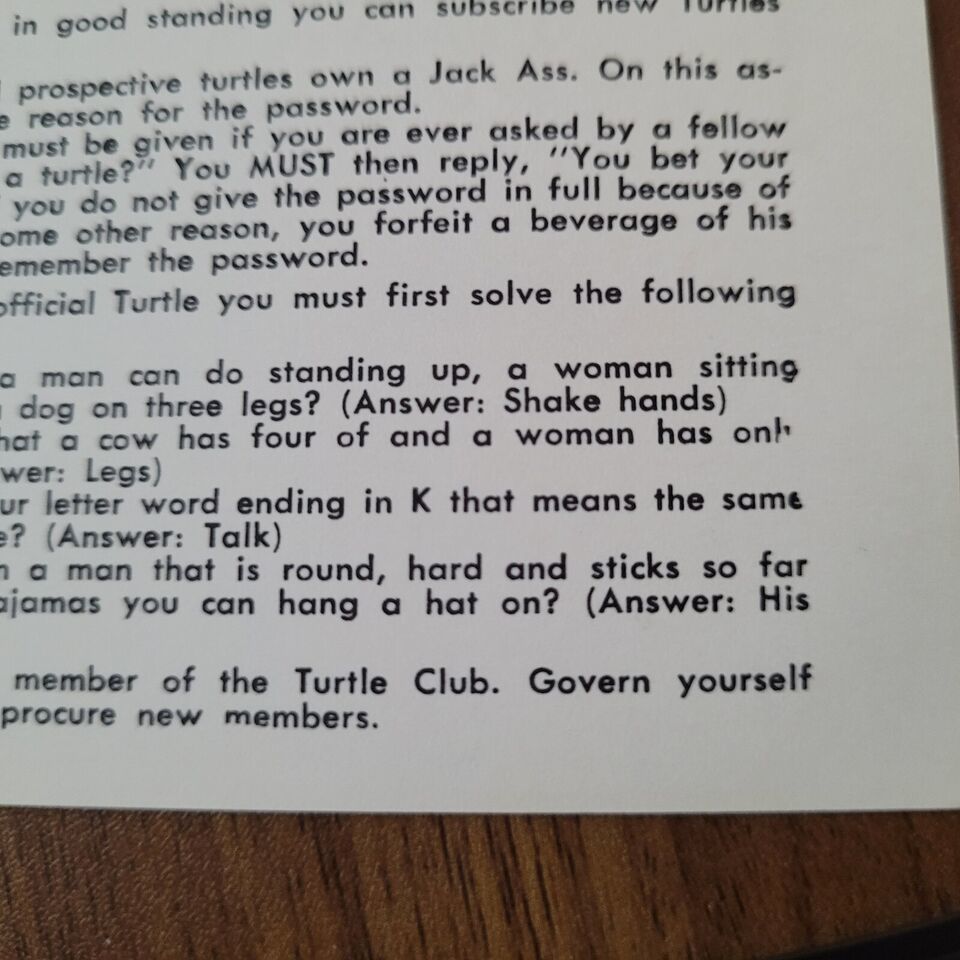 in good standing you can subscribe new Turtles
prospective turtles own a Jack Ass. On this as-
e reason for the password.
must be given if you are ever asked by a fellow
a turtle?" You MUST then reply, "You bet your
you do not give the password in full because of
ome other reason, you forfeit a beverage of his
emember the password.
official Turtle you must first solve the following
a man can do standing up, a woman sitting
dog on three legs? (Answer: Shake hands)
hat a cow has four of and a woman has only
wer: Legs)
ur letter word ending in K that means the same
e? (Answer: Talk)
n a man that is round, hard and sticks so far
ajamas you can hang a hat on? (Answer: His
member of the Turtle Club. Govern yourself
procure new members.